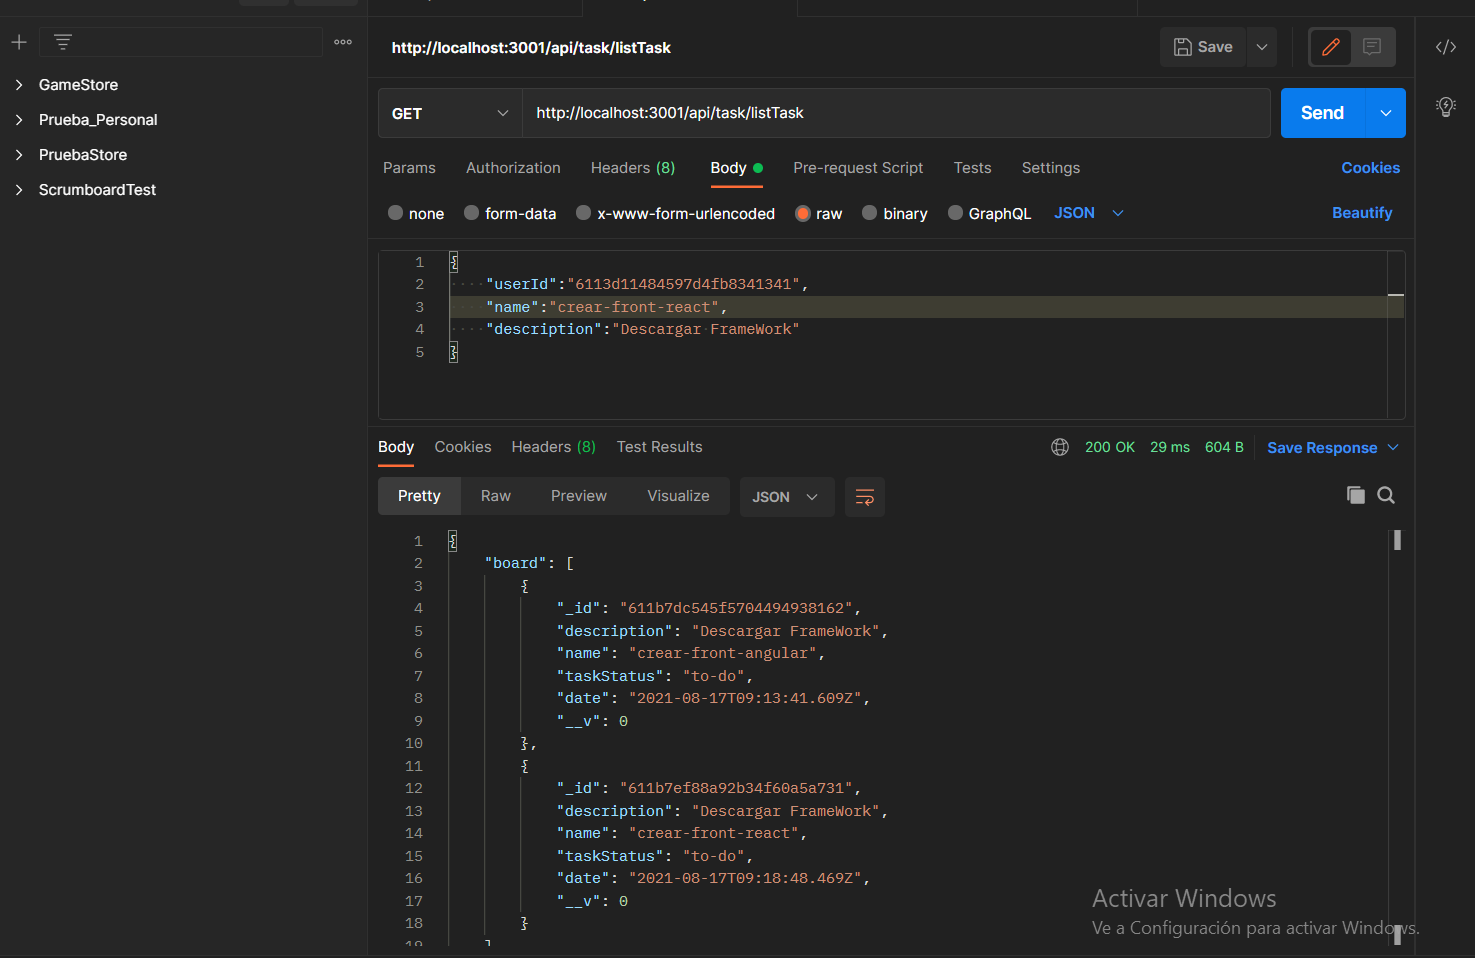 http://localhost:3001/api/task/listTask
Save
GameStore
Prueba_Personal
PruebaStore
ScrumboardTest
GET
http://localhost:3001/api/task/listTask
Send
Params Authorization Headers (8) Body Pre-request Script Tests Settings Cookies
none form-data x-www-form-urlencoded raw binary GraphQL JSON Beautify
1 {
2 "userId":"6113d11484597d4fb8341341",
3 "name":"crear-front-react",
4 "description":"Descargar FrameWork"
5 }
Body Cookies Headers (8) Test Results 200 OK 29 ms 604 B Save Response
Pretty Raw Preview Visualize JSON
1 {
2 "board": [
3 {
4 "_id": "611b7dc545f5704494938162",
5 "description": "Descargar FrameWork",
6 "name": "crear-front-angular",
7 "taskStatus": "to-do",
8 "date": "2021-08-17T09:13:41.609Z",
9 "__v": 0
10 },
11 {
12 "_id": "611b7ef88a92b34f60a5a731",
13 "description": "Descargar FrameWork",
14 "name": "crear-front-react",
15 "taskStatus": "to-do",
16 "date": "2021-08-17T09:18:48.469Z",
17 "__v": 0
18 }
19 ]
Activar Windows
Ve a Configuración para activar Windows.